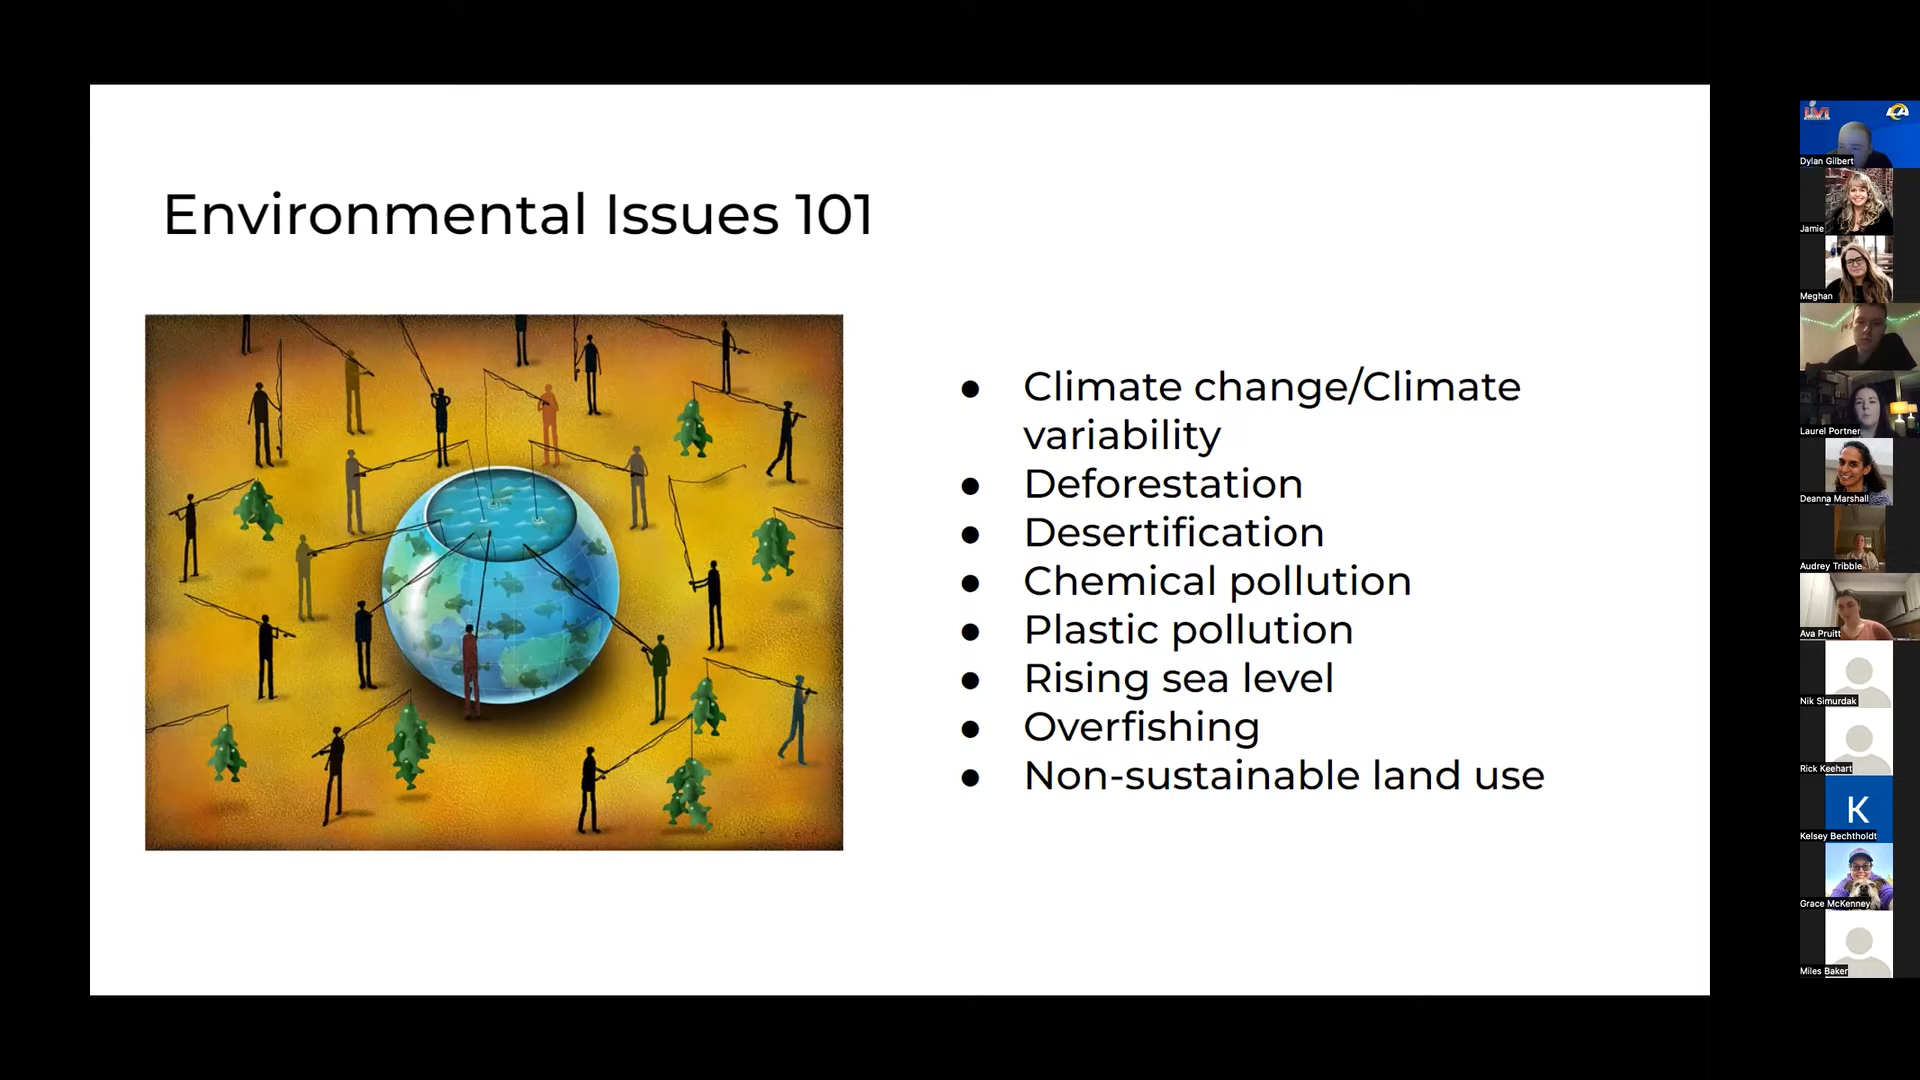 Environmental Issues 101
● Climate change/Climate
variability
● Deforestation
● Desertification
● Chemical pollution
● Plastic pollution
● Rising sea level
● Overfishing
● Non-sustainable land use
LVI
LA
Dylan Gilbert
Jamie
Meghan
Laurel Portner
Deanna Marshall
Audrey Tribble
Ava Pruitt
Nik Simurdak
Rick Keehart
K
Kelsey Bechtholdt
Grace McKenney
Miles Baker